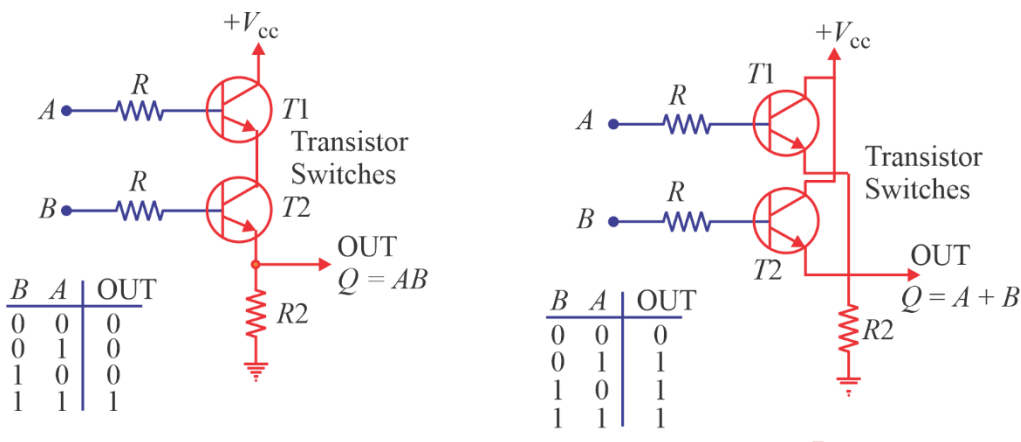 +Vcc
R
A
T1
Transistor
Switches
R
B
T2
OUT
Q = AB
R2
B A OUT
0 0 0
0 1 0
1 0 0
1 1 1
+Vcc
T1
R
A
Transistor
Switches
R
B
T2
OUT
Q = A + B
R2
B A OUT
0 0 0
0 1 1
1 0 1
1 1 1